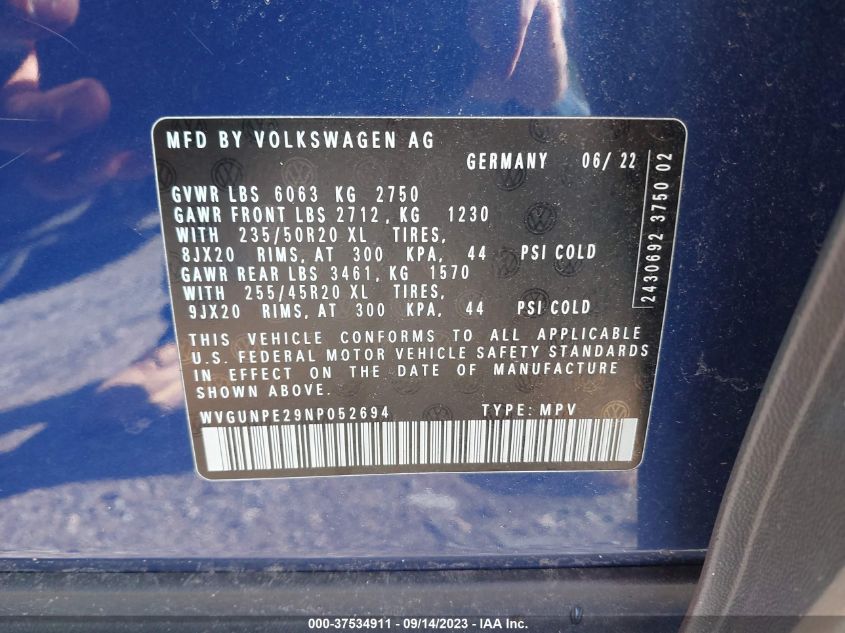 MFD BY VOLKSWAGEN AG
GERMANY 06/ 22
GVWR LBS 6063 KG 2750
GAWR FRONT LBS 2712, KG 1230
WITH 235/50R20 XL TIRES,
8JX20 RIMS, AT 300 KPA, 44 PSI COLD
GAWR REAR LBS 3461, KG 1570
WITH 255/45R20 XL TIRES,
9JX20 RIMS, AT 300 KPA, 44 PSI COLD
THIS VEHICLE CONFORMS TO ALL APPLICABLE
U.S. FEDERAL MOTOR VEHICLE SAFETY STANDARDS
IN EFFECT ON THE DATE OF MANUFACTURE
SHOWN ABOVE.
WVGUNPE29NP052694 TYPE: MPV
2430692 3750 02
000-37534911 - 09/14/2023 - IAA Inc.